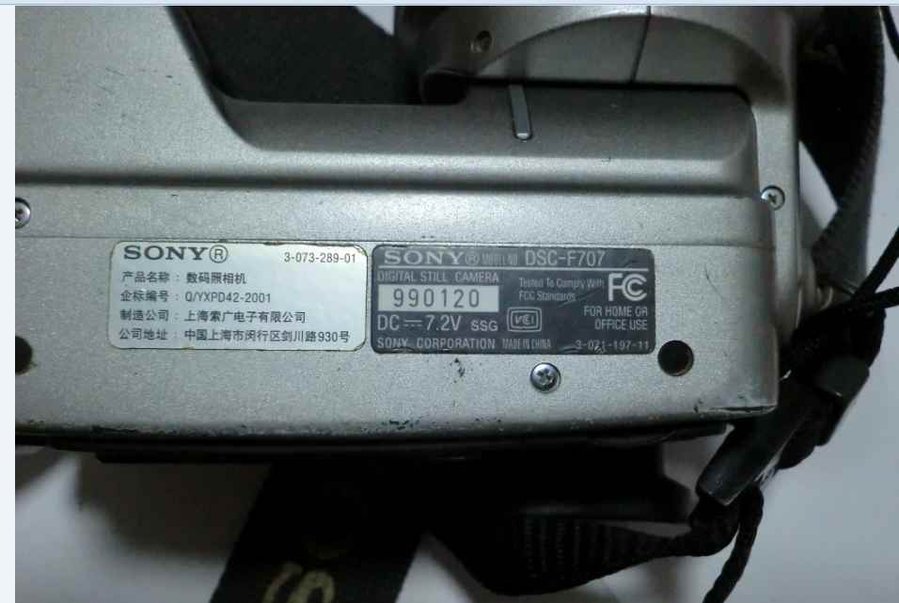 SONY® 3-073-289-01
产品名称：数码照相机
企标编号：Q/YXPD42-2001
制造公司：上海索广电子有限公司
公司地址：中国上海市闵行区剑川路930号
SONY® MODEL NO. DSC-F707
DIGITAL STILL CAMERA
990120
Tested To Comply With
FCC Standards
FC
FOR HOME OR
OFFICE USE
DC 7.2V SSG VCI
SONY CORPORATION MADE IN CHINA 3-071-197-11